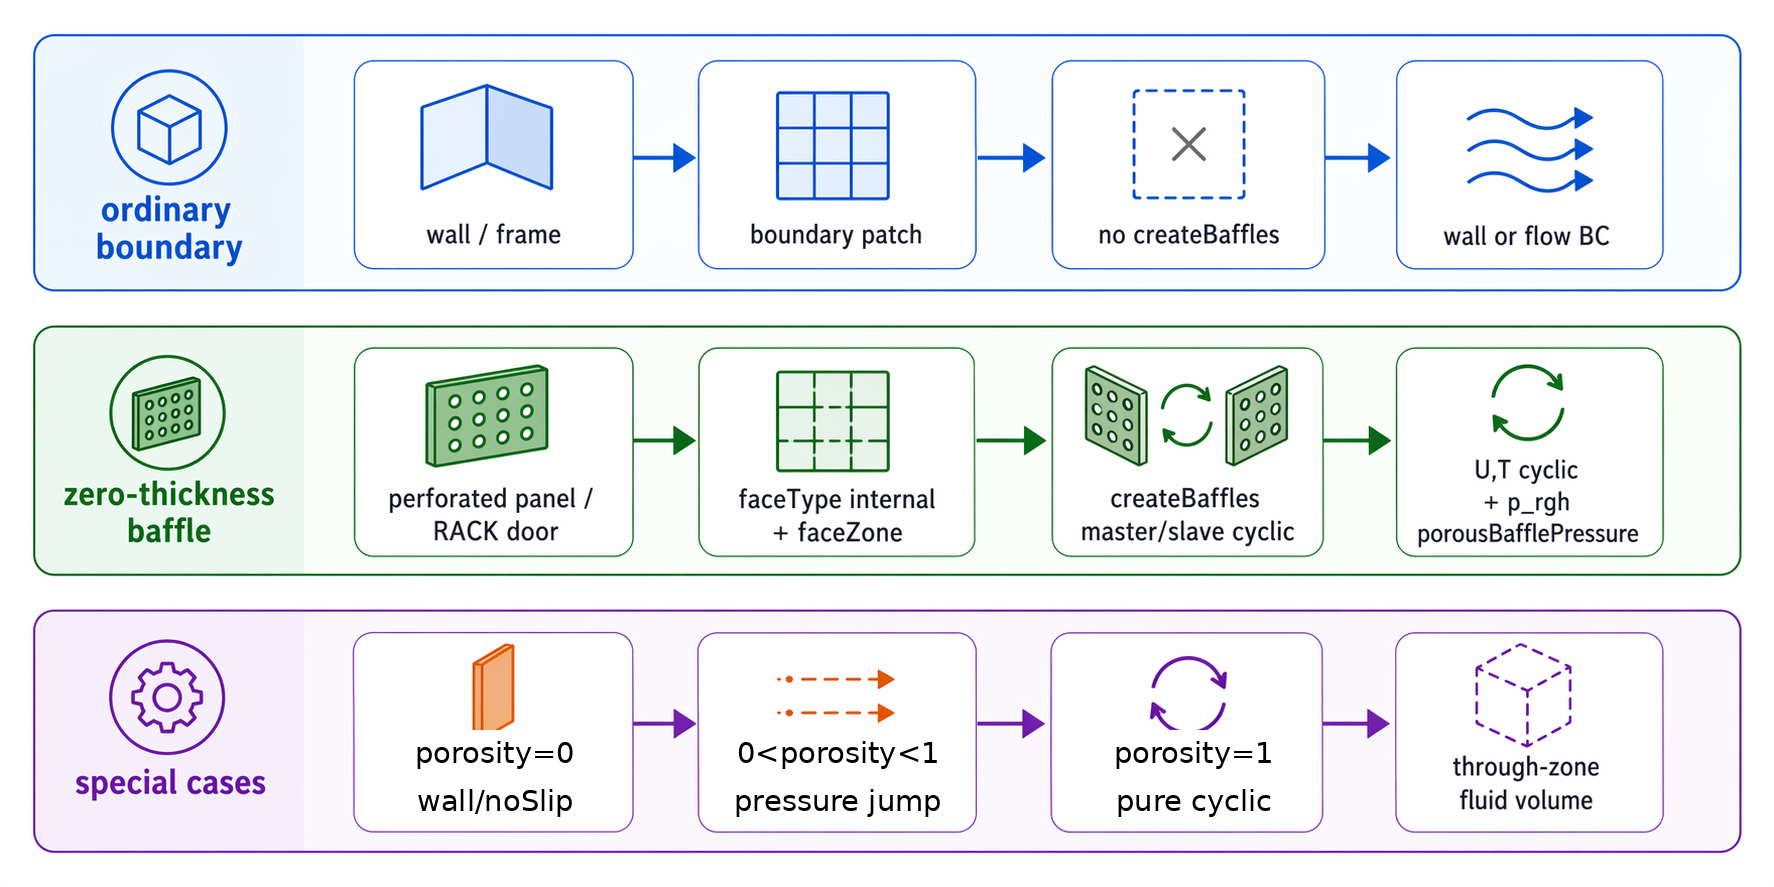 ordinary
boundary
wall / frame
boundary patch
no createBaffles
wall or flow BC
zero-thickness
baffle
perforated panel /
RACK door
faceType internal
+ faceZone
createBaffles
master/slave cyclic
U,T cyclic
+ p_rgh
porousBafflePressure
special cases
porosity=0
wall/noSlip
0<porosity<1
pressure jump
porosity=1
pure cyclic
through-zone
fluid volume